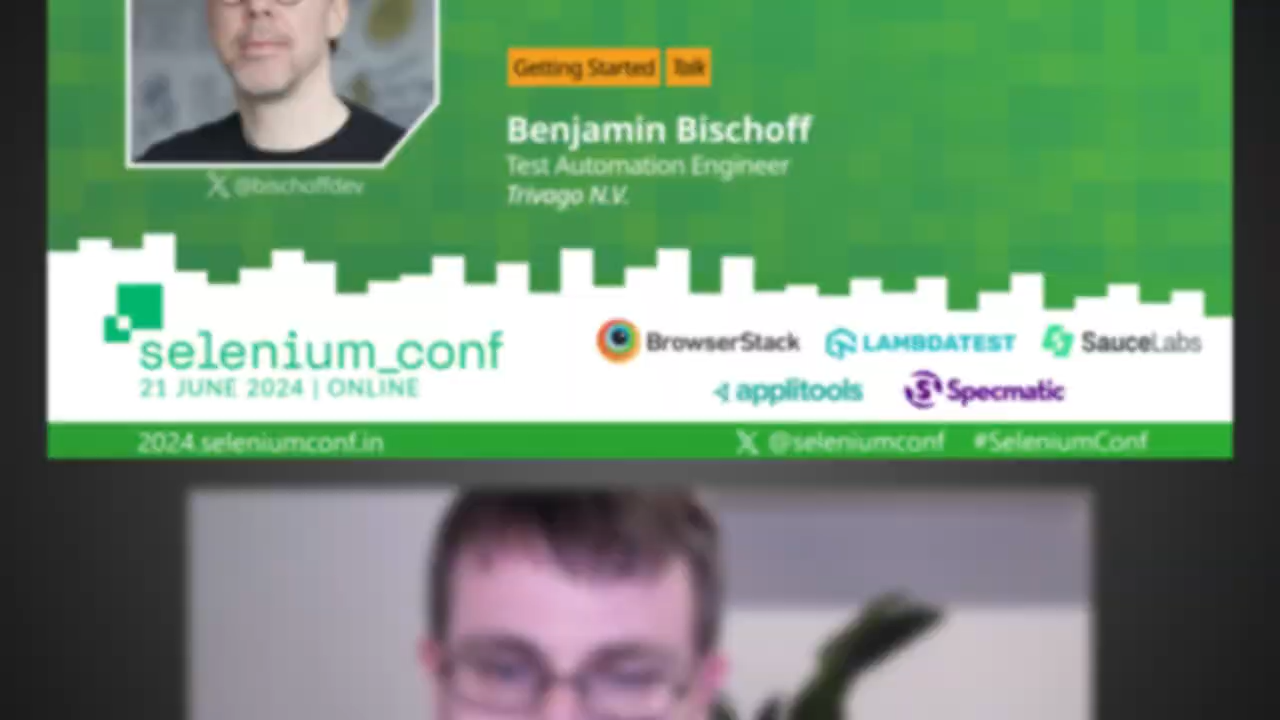 Getting Started Talk
Benjamin Bischoff
Test Automation Engineer
Trivago N.V.
@bischoffdev
selenium_conf
21 JUNE 2024 | ONLINE
BrowserStack LAMBDATEST SauceLabs
applitools Specmatic
2024.seleniumconf.in @seleniumconf #SeleniumConf